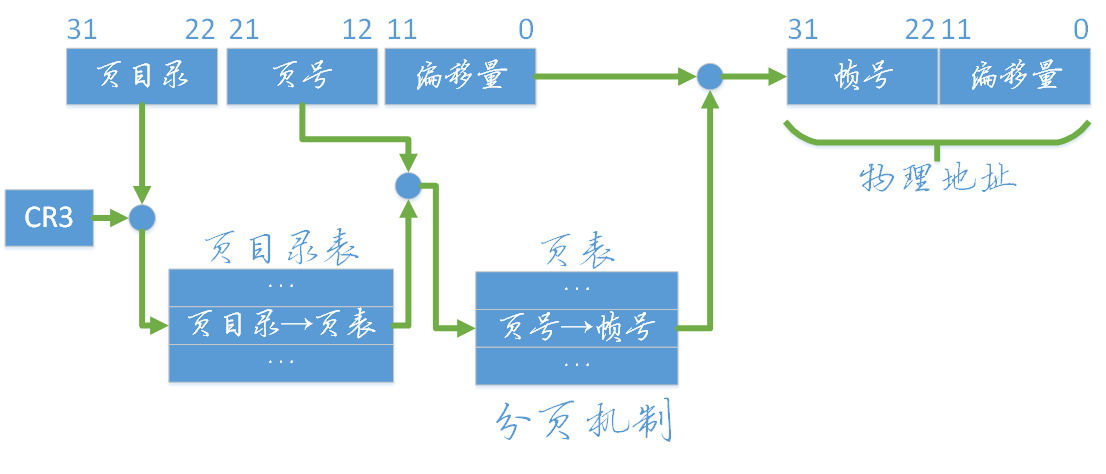 31 22 21 12 11 0 31 22 11 0
页目录 页号 偏移量 帧号 偏移量
物理地址
CR3
页目录表 页表
... ...
页目录→页表 页号→帧号
... ...
分页机制